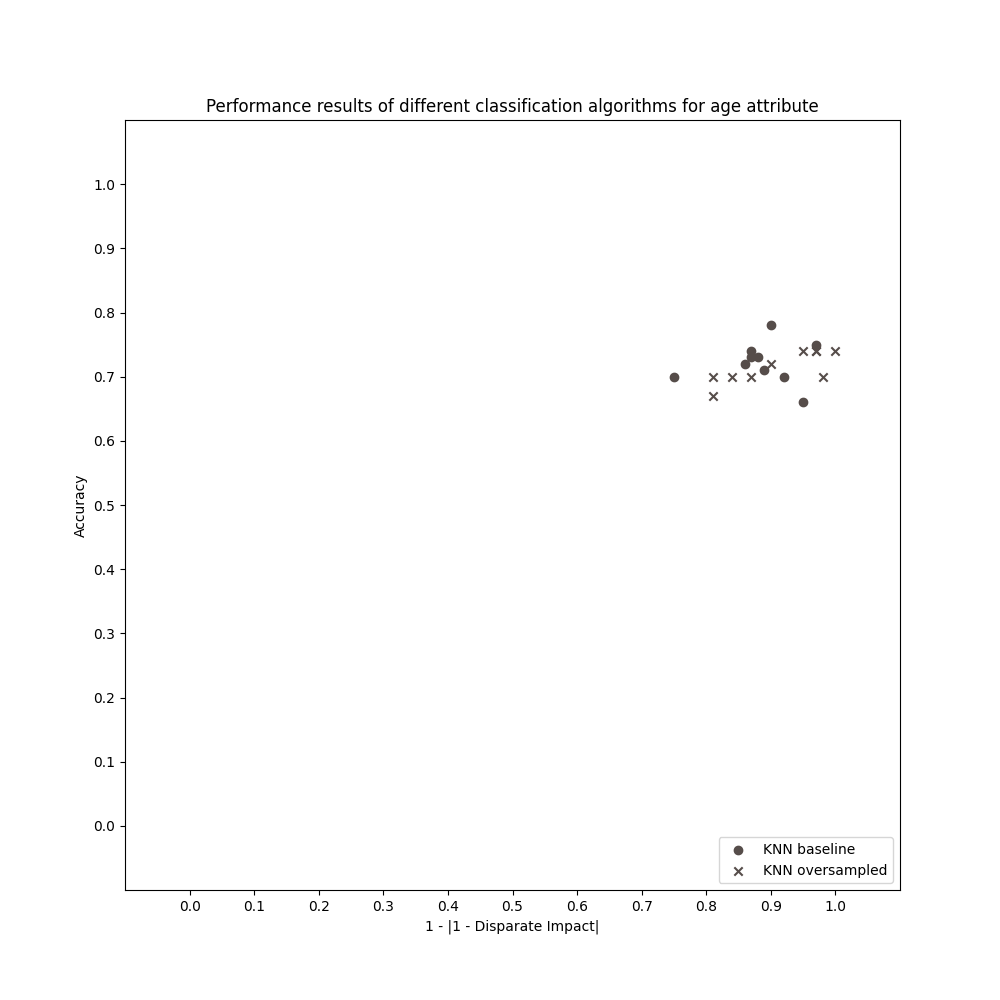 Performance results of different classification algorithms for age attribute
1.0
0.9
0.8
0.7
0.6
0.5
0.4
0.3
0.2
0.1
0.0
Accuracy
KNN baseline
KNN oversampled
0.0 0.1 0.2 0.3 0.4 0.5 0.6 0.7 0.8 0.9 1.0
1 - |1 - Disparate Impact|